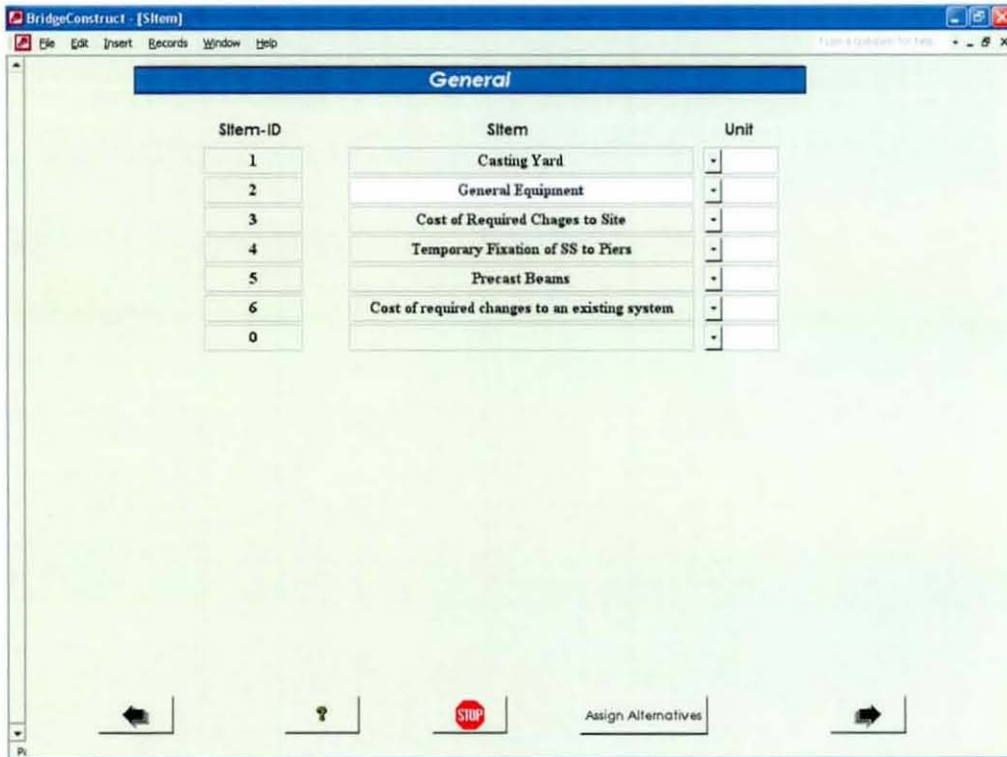 BridgeConstruct - [SItem]
File Edit Insert Records Window Help
General
SItem-ID SItem Unit
1 Casting Yard
2 General Equipment
3 Cost of Required Chages to Site
4 Temporary Fixation of SS to Piers
5 Precast Beams
6 Cost of required changes to an existing system
0
? STOP Assign Alternatives